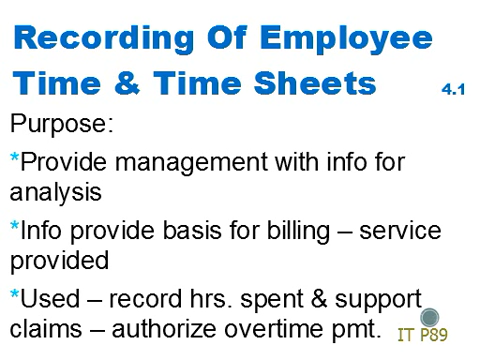 Recording Of Employee
Time & Time Sheets 4.1
Purpose:
*Provide management with info for
analysis
*Info provide basis for billing – service
provided
*Used – record hrs. spent & support
claims – authorize overtime pmt. IT P89